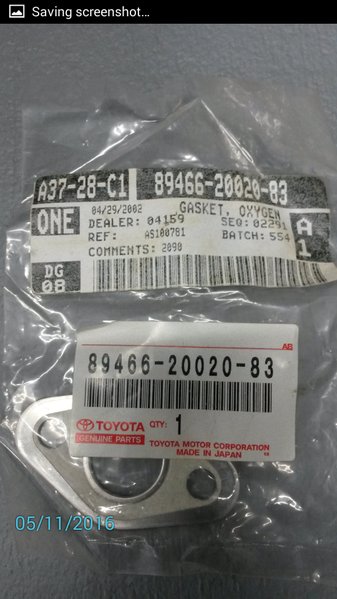 Saving screenshot...
A37-28-C1
89466-20020-83
ONE
04/29/2002
GASKET, OXYGEN
DEALER: 04159
SEQ: 02291
REF: AS100781
BATCH: 554
COMMENTS: 2090
A
1
DG
08
AB
89466-20020-83
TOYOTA
GENUINE PARTS
QTY: 1
TOYOTA MOTOR CORPORATION
MADE IN JAPAN
05/11/2016